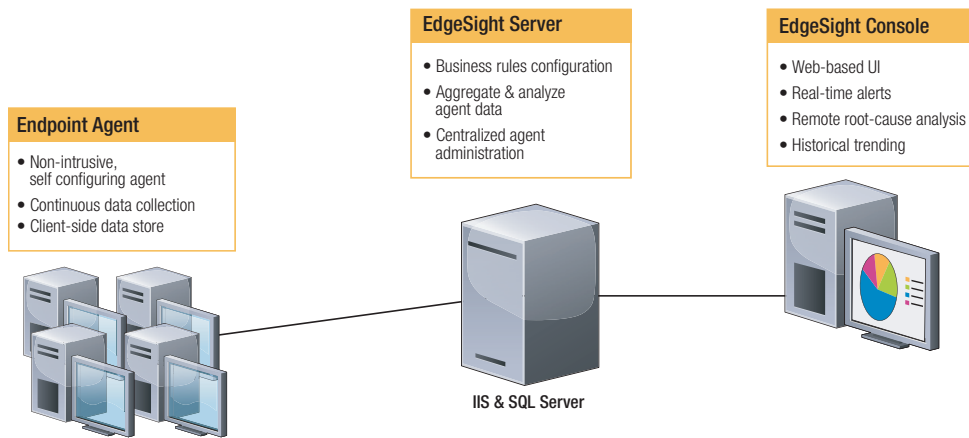 Endpoint Agent
• Non-intrusive,
self configuring agent
• Continuous data collection
• Client-side data store
EdgeSight Server
• Business rules configuration
• Aggregate & analyze
agent data
• Centralized agent
administration
IIS & SQL Server
EdgeSight Console
• Web-based UI
• Real-time alerts
• Remote root-cause analysis
• Historical trending